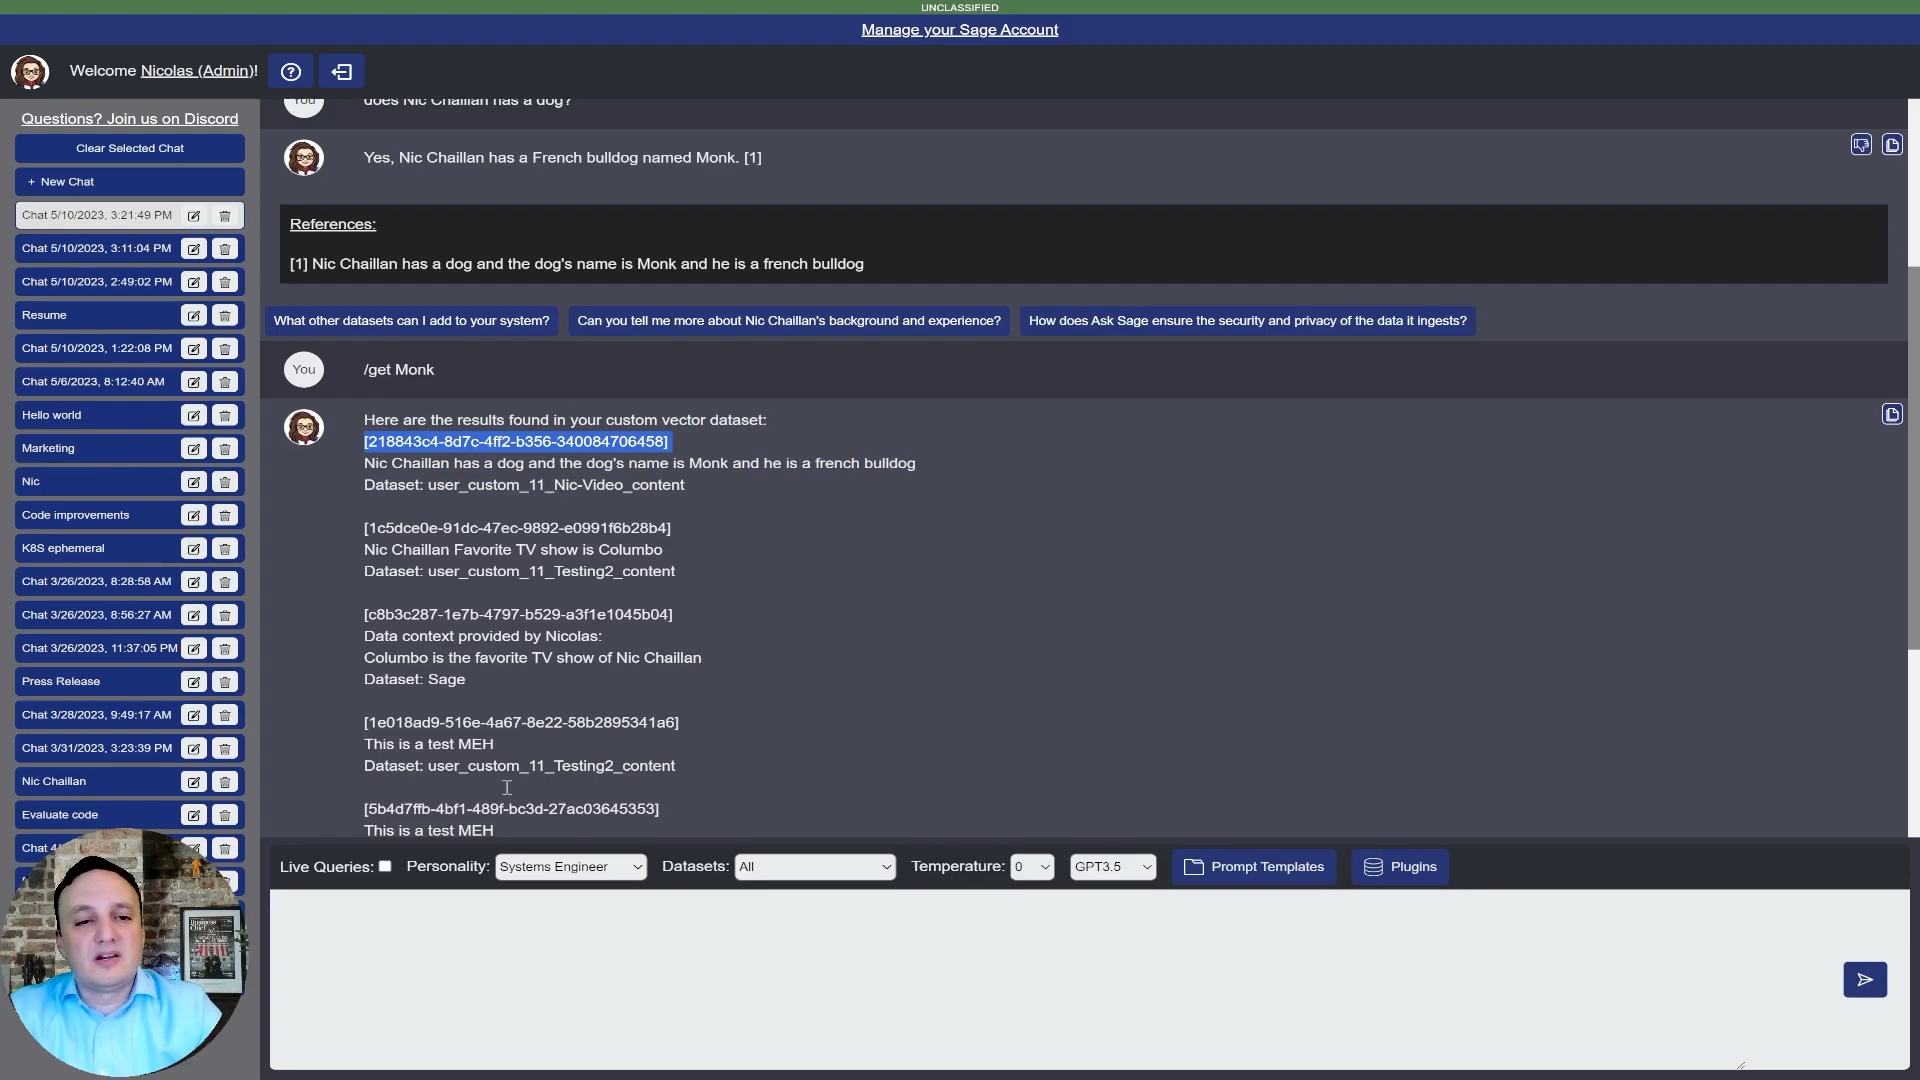 UNCLASSIFIED
Manage your Sage Account
Welcome Nicolas (Admin)!
Questions? Join us on Discord
Clear Selected Chat
+ New Chat
Chat 5/10/2023, 3:21:49 PM
Chat 5/10/2023, 3:11:04 PM
Chat 5/10/2023, 2:49:02 PM
Resume
Chat 5/10/2023, 1:22:08 PM
Chat 5/6/2023, 8:12:40 AM
Hello world
Marketing
Nic
Code improvements
K8S ephemeral
Chat 3/26/2023, 8:28:58 AM
Chat 3/26/2023, 8:56:27 AM
Chat 3/26/2023, 11:37:05 PM
Press Release
Chat 3/28/2023, 9:49:17 AM
Chat 3/31/2023, 3:23:39 PM
Nic Chaillan
Evaluate code
Chat 4/
You
does Nic Chaillan has a dog?
Yes, Nic Chaillan has a French bulldog named Monk. [1]
References:
[1] Nic Chaillan has a dog and the dog's name is Monk and he is a french bulldog
What other datasets can I add to your system?
Can you tell me more about Nic Chaillan's background and experience?
How does Ask Sage ensure the security and privacy of the data it ingests?
You
/get Monk
Here are the results found in your custom vector dataset:
[218843c4-8d7c-4ff2-b356-340084706458]
Nic Chaillan has a dog and the dog's name is Monk and he is a french bulldog
Dataset: user_custom_11_Nic-Video_content
[1c5dce0e-91dc-47ec-9892-e0991f6b28b4]
Nic Chaillan Favorite TV show is Columbo
Dataset: user_custom_11_Testing2_content
[c8b3c287-1e7b-4797-b529-a3f1e1045b04]
Data context provided by Nicolas:
Columbo is the favorite TV show of Nic Chaillan
Dataset: Sage
[1e018ad9-516e-4a67-8e22-58b2895341a6]
This is a test MEH
Dataset: user_custom_11_Testing2_content
[5b4d7ffb-4bf1-489f-bc3d-27ac03645353]
This is a test MEH
Live Queries:
Personality: Systems Engineer
Datasets: All
Temperature: 0
GPT3.5
Prompt Templates
Plugins